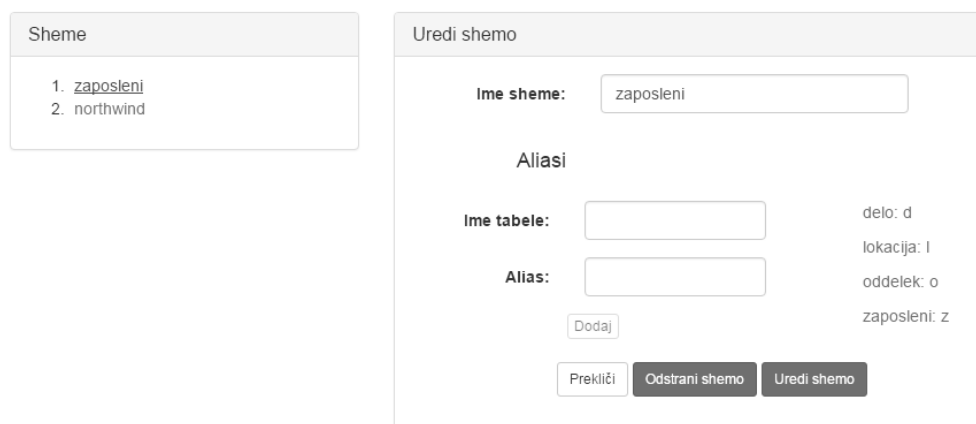 Sheme
1. zaposleni
2. northwind
Uredi shemo
Ime sheme: zaposleni
Aliasi
Ime tabele:
Alias:
Dodaj
delo: d
lokacija: l
oddelek: o
zaposleni: z
Prekliči Odstrani shemo Uredi shemo